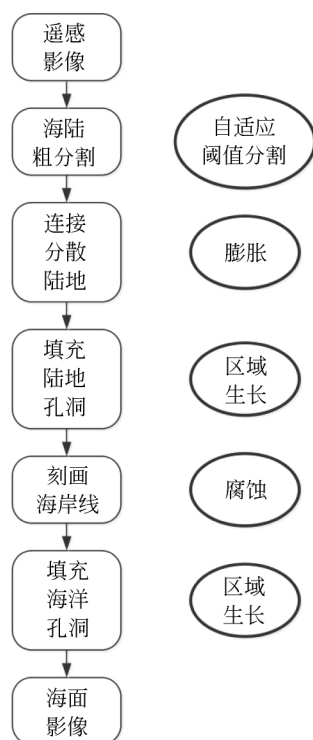 遥感
影像
海陆
粗分割
自适应
阈值分割
连接
分散
陆地
膨胀
填充
陆地
孔洞
区域
生长
刻画
海岸线
腐蚀
填充
海洋
孔洞
区域
生长
海面
影像